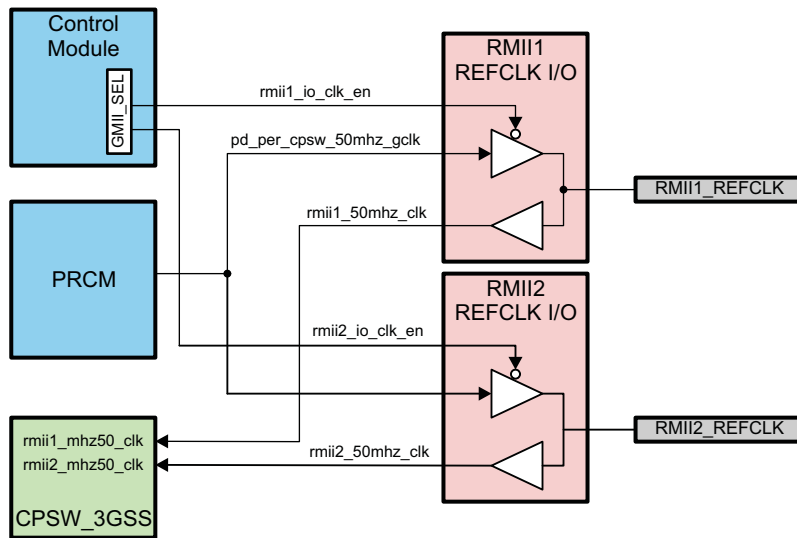 Control
Module
GMII_SEL
RMII1
REFCLK I/O
rmii1_io_clk_en
pd_per_cpsw_50mhz_gclk
RMII1_REFCLK
rmii1_50mhz_clk
PRCM
RMII2
REFCLK I/O
rmii2_io_clk_en
RMII2_REFCLK
rmii1_mhz50_clk
rmii2_50mhz_clk
rmii2_mhz50_clk
CPSW_3GSS